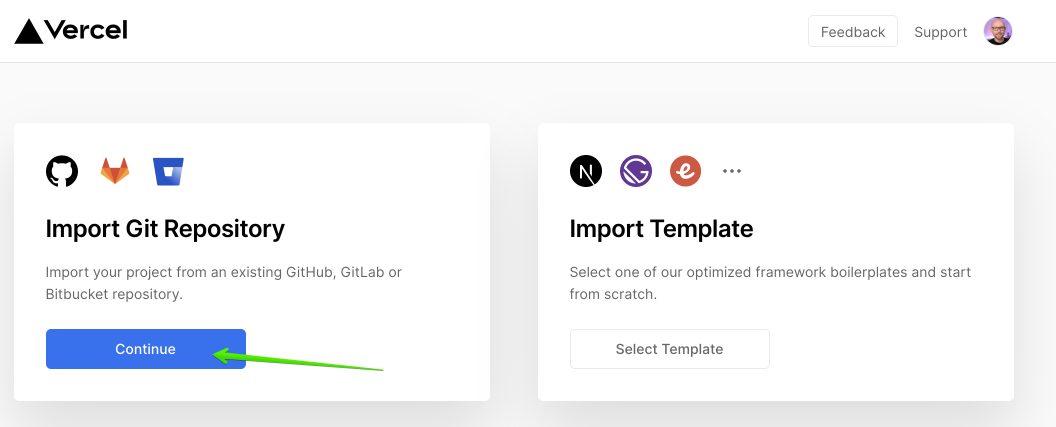 Vercel
Feedback
Support
Import Git Repository
Import your project from an existing GitHub, GitLab or
Bitbucket repository.
Continue
Import Template
Select one of our optimized framework boilerplates and start
from scratch.
Select Template